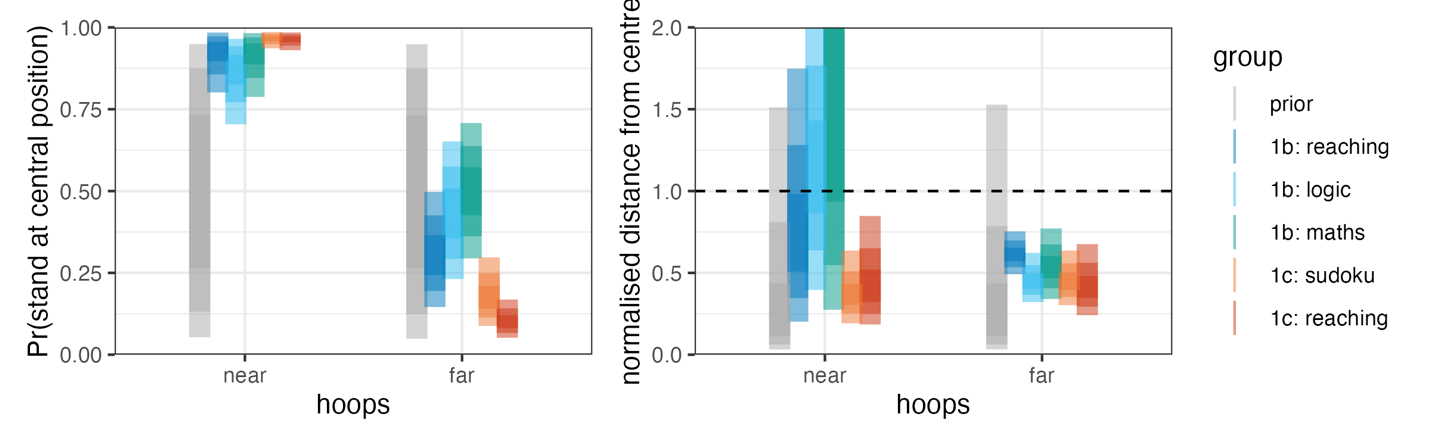 Pr(stand at central position)
1.00
0.75
0.50
0.25
0.00
near
far
hoops
normalised distance from centre
2.0
1.5
1.0
0.5
0.0
near
far
hoops
group
prior
1b: reaching
1b: logic
1b: maths
1c: sudoku
1c: reaching